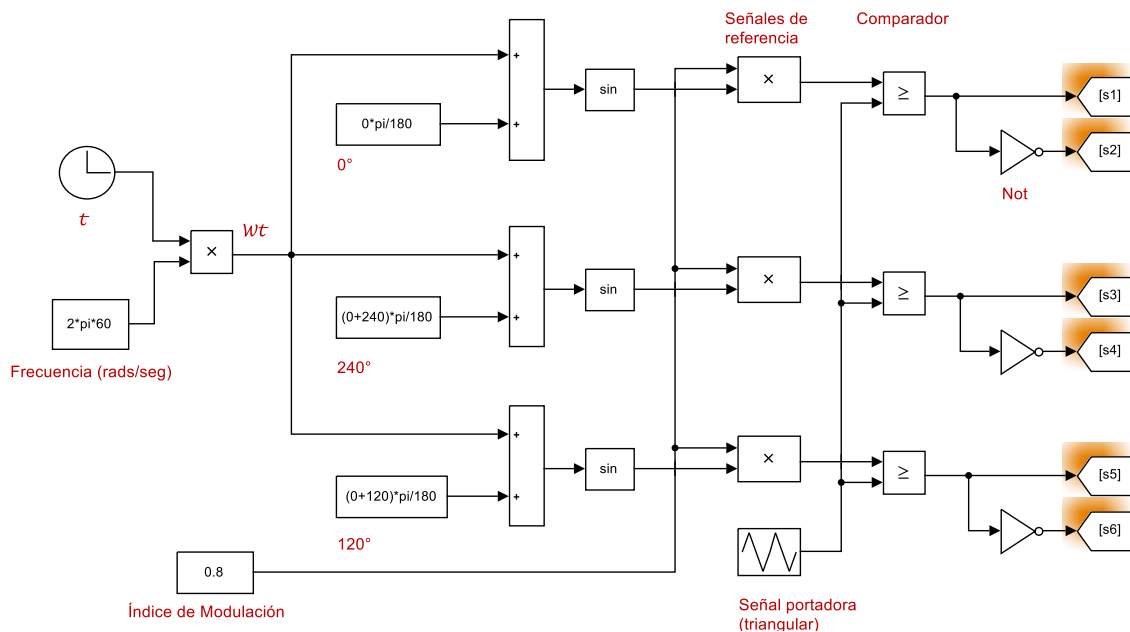 Señales de
referencia
Comparador
+
+
sin
×
≥
[s1]
0*pi/180
0°
[s2]
Not
t
×
Wt
+
+
sin
×
≥
[s3]
(0+240)*pi/180
240°
[s4]
2*pi*60
Frecuencia (rads/seg)
+
+
sin
×
≥
[s5]
(0+120)*pi/180
120°
[s6]
0.8
Índice de Modulación
Señal portadora
(triangular)